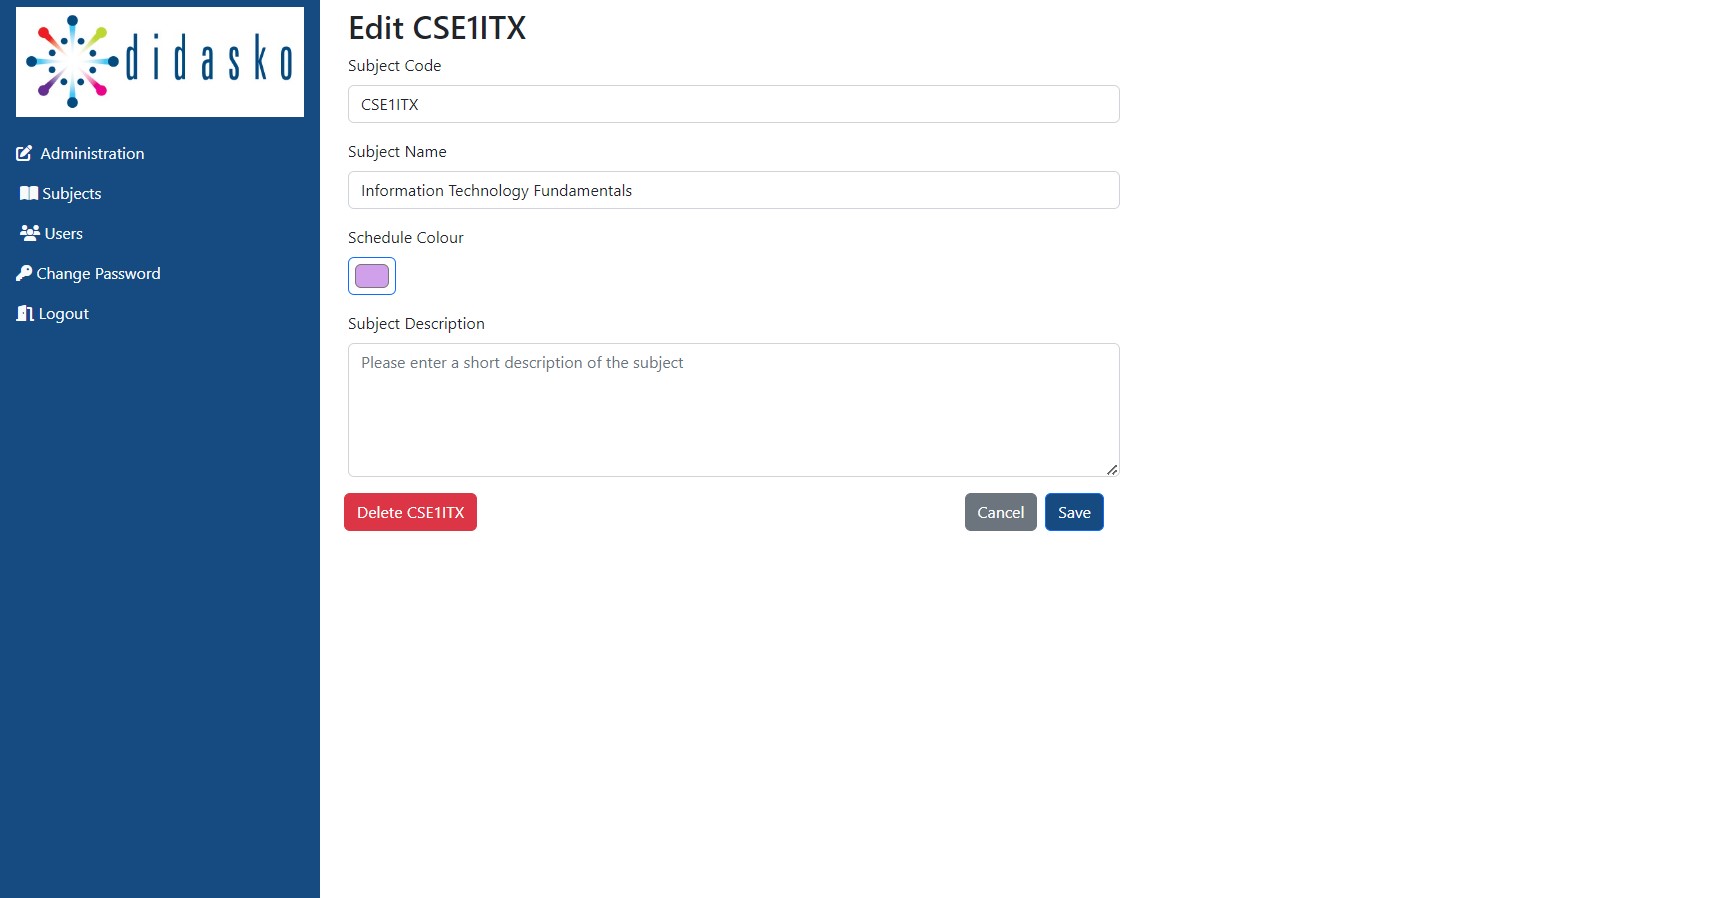 didasko
Administration
Subjects
Users
Change Password
Logout
Edit CSE1ITX
Subject Code
CSE1ITX
Subject Name
Information Technology Fundamentals
Schedule Colour
Subject Description
Please enter a short description of the subject
Delete CSE1ITX
Cancel
Save